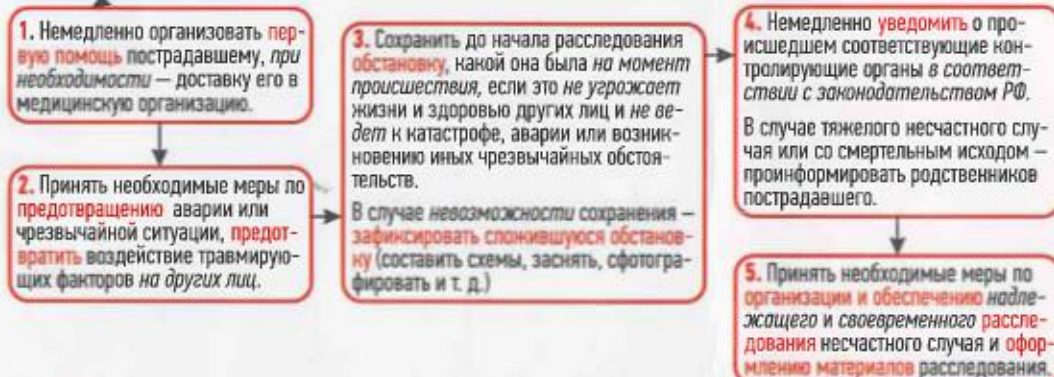 1. Немедленно организовать пер-
вую помощь пострадавшему, при
необходимости — доставку его в
медицинскую организацию.
2. Принять необходимые меры по
предотвращению аварии или
чрезвычайной ситуации, предот-
вратить воздействие травмирую-
щих факторов на других лиц.
3. Сохранить до начала расследования
обстановку, какой она была на момент
происшествия, если это не угрожает
жизни и здоровью других лиц и не ве-
дет к катастрофе, аварии или возник-
новению иных чрезвычайных обстоя-
тельств.
В случае невозможности сохранения –
зафиксировать сложившуюся обстанов-
ку (составить схемы, заснять, сфотогра-
фировать и т. д.)
4. Немедленно уведомить о про-
исшедшем соответствующие кон-
тролирующие органы в соответ-
ствии с законодательством РФ.
В случае тяжелого несчастного слу-
чая или со смертельным исходом –
проинформировать родственников
пострадавшего.
5. Принять необходимые меры по
организации и обеспечению надле-
жащего и своевременного рассле-
дования несчастного случая и офор-
млению материалов расследования.